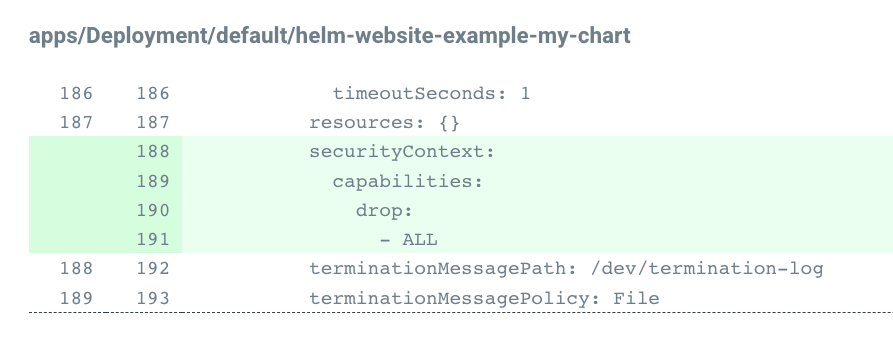 apps/Deployment/default/helm-website-example-my-chart
186 186 timeoutSeconds: 1
187 187 resources: {}
188 securityContext:
189 capabilities:
190 drop:
191 - ALL
188 192 terminationMessagePath: /dev/termination-log
189 193 terminationMessagePolicy: File